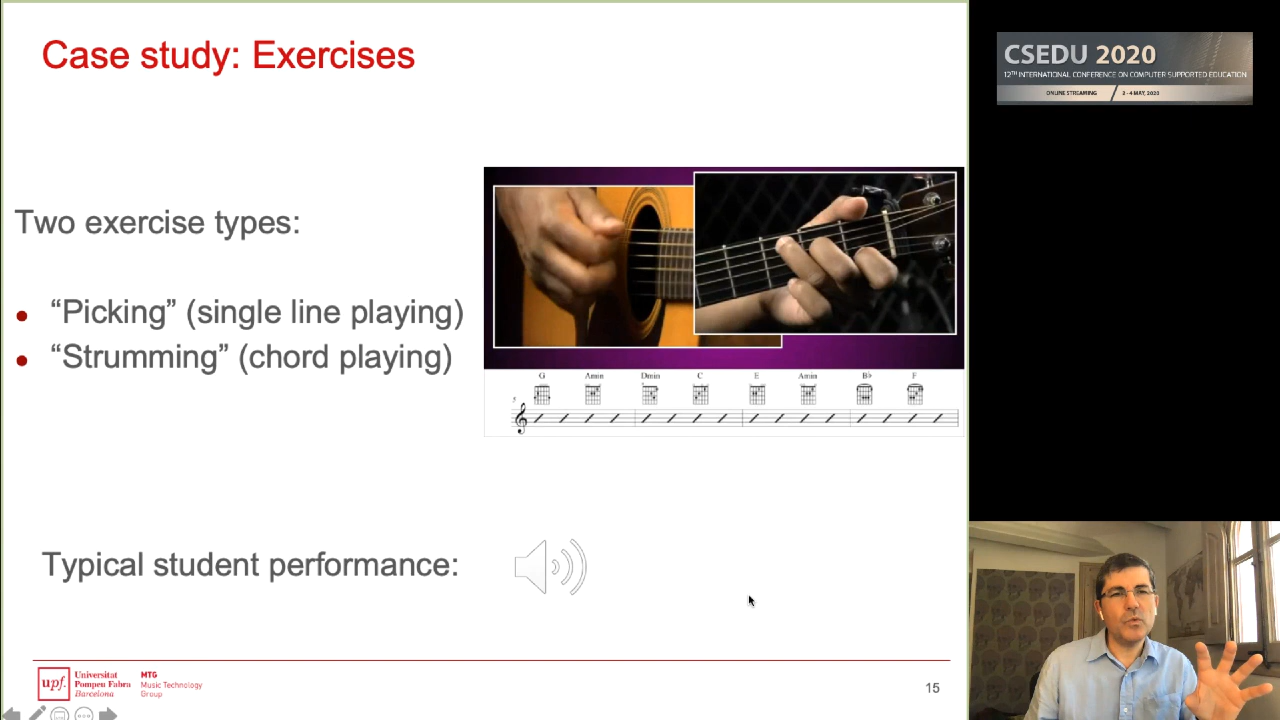 Case study: Exercises
CSEDU 2020
12TH INTERNATIONAL CONFERENCE ON COMPUTER SUPPORTED EDUCATION
ONLINE STREAMING
2 - 4 MAY, 2020
Two exercise types:
• “Picking” (single line playing)
• “Strumming” (chord playing)
G Amin Dmin C E Amin B♭ F
5
Typical student performance:
upf.
Universitat
Pompeu Fabra
Barcelona
MTG
Music Technology
Group
15